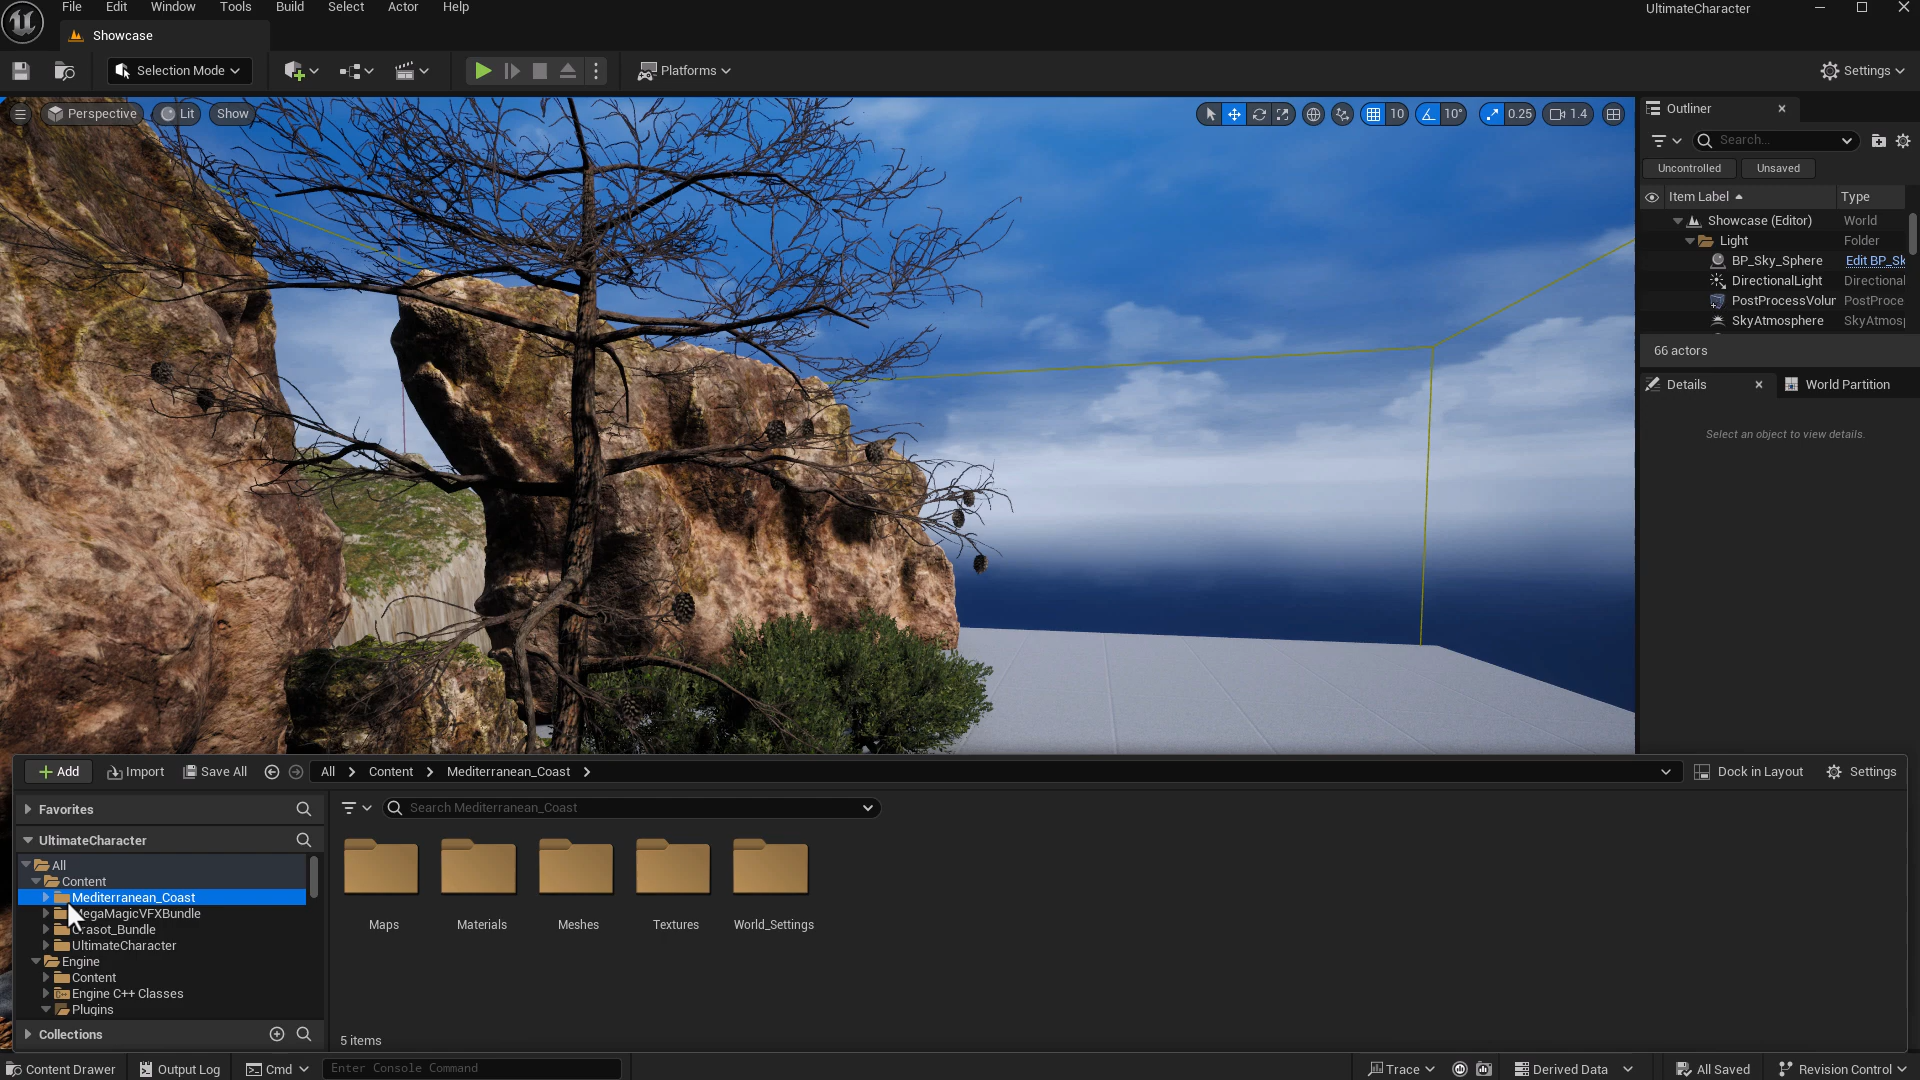 File Edit Window Tools Build Select Actor Help
UltimateCharacter
Showcase
Selection Mode
Platforms
Settings
Perspective Lit Show
10 10° 0.25 1.4
Outliner
Search...
Uncontrolled Unsaved
Item Label Type
Showcase (Editor) World
Light Folder
BP_Sky_Sphere Edit BP_Sk
DirectionalLight Directional
PostProcessVolur PostProce
SkyAtmosphere SkyAtmosp
66 actors
Details World Partition
Select an object to view details.
Add Import Save All All Content Mediterranean_Coast Dock in Layout Settings
Favorites
Search Mediterranean_Coast
UltimateCharacter
All
Content
Mediterranean_Coast
MegaMagicVFXBundle
rasot_Bundle
UltimateCharacter
Engine
Content
Engine C++ Classes
Plugins
Maps Materials Meshes Textures World_Settings
Collections
5 items
Content Drawer Output Log Cmd Enter Console Command Trace Derived Data All Saved Revision Control